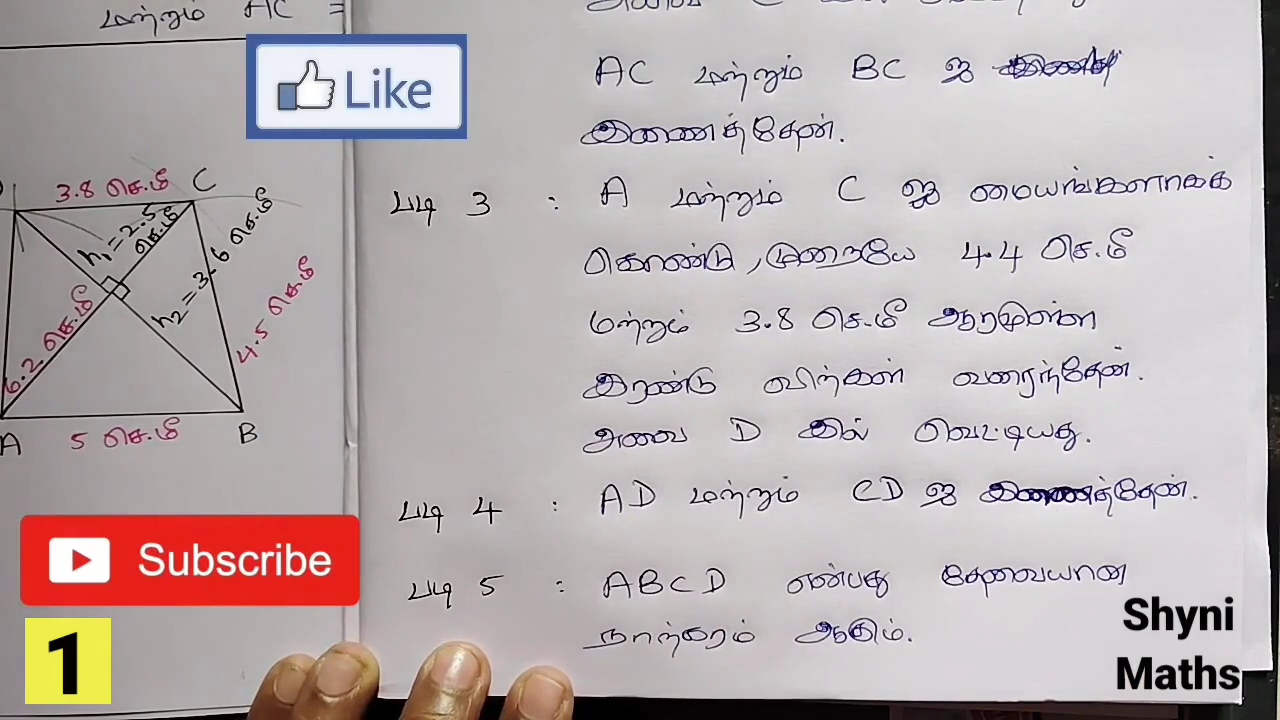 மற்றும் AC =
AC மற்றும் BC ஐ
இணைத்தேன்.
படி 3 : A மற்றும் C ஐ மையங்களாகக்
கொண்டு, முறையே 4.4 செ.மீ
மற்றும் 3.8 செ.மீ ஆரமுள்ள
இரண்டு விற்கள் வரைந்தேன்.
அவை D இல் வெட்டியது.
படி 4 : AD மற்றும் CD ஐ இணைத்தேன்.
படி 5 : ABCD என்பது தேவையான
நாற்கரம் ஆகும்.
Like
3.8 செ.மீ C
h₁ = 2.5
செ.மீ
h₂ = 3.6 செ.மீ
6.2 செ.மீ
4.5 செ.மீ
A 5 செ.மீ B
Subscribe
1
Shyni
Maths